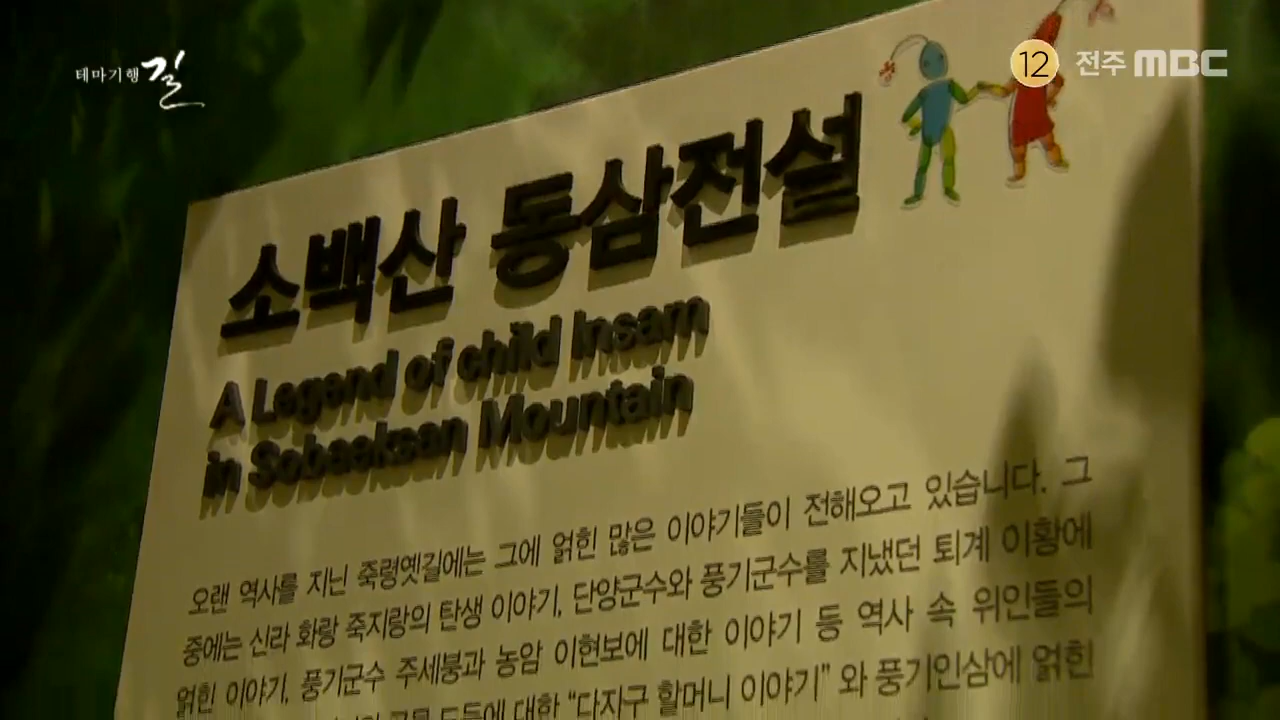 테마기행 길
12 전주 MBC
소백산 동삼전설
A Legend of child Insam
in Sobaeksan Mountain
오랜 역사를 지닌 죽령옛길에는 그에 얽힌 많은 이야기들이 전해오고 있습니다. 그
중에는 신라 화랑 죽지랑의 탄생 이야기, 단양군수와 풍기군수를 지냈던 퇴계 이황에
얽힌 이야기, 풍기군수 주세붕과 농암 이현보에 대한 이야기 등 역사 속 위인들의
도둑에 대한 “다자구 할머니 이야기” 와 풍기인삼에 얽힌